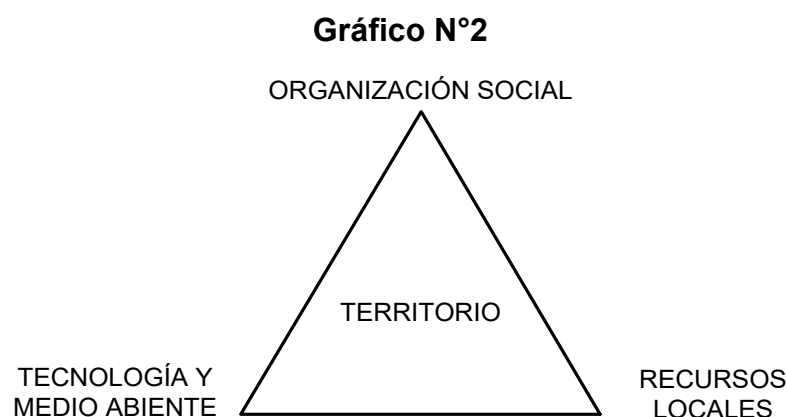 Gráfico N°2
ORGANIZACIÓN SOCIAL
TERRITORIO
TECNOLOGÍA Y
MEDIO ABIENTE
RECURSOS
LOCALES